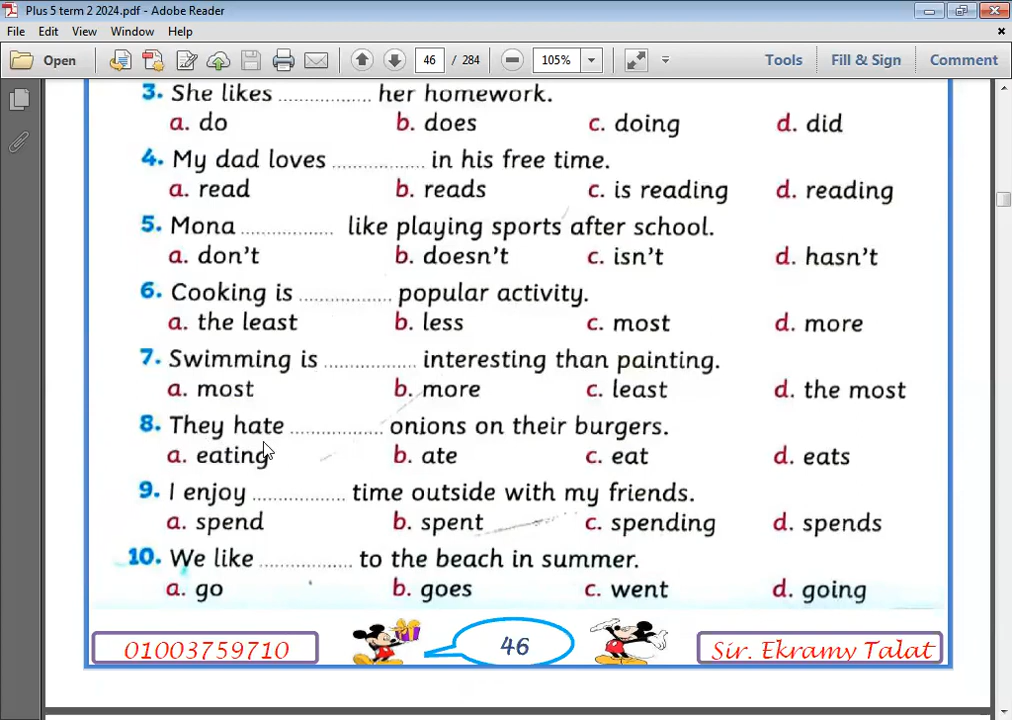 Plus 5 term 2 2024.pdf - Adobe Reader
File Edit View Window Help
Open 46 / 284 105% Tools Fill & Sign Comment
3. She likes ................ her homework.
a. do b. does c. doing d. did
4. My dad loves ................ in his free time.
a. read b. reads c. is reading d. reading
5. Mona ................ like playing sports after school.
a. don't b. doesn't c. isn't d. hasn't
6. Cooking is ................ popular activity.
a. the least b. less c. most d. more
7. Swimming is ................ interesting than painting.
a. most b. more c. least d. the most
8. They hate ................ onions on their burgers.
a. eating b. ate c. eat d. eats
9. I enjoy ................ time outside with my friends.
a. spend b. spent c. spending d. spends
10. We like ................ to the beach in summer.
a. go b. goes c. went d. going
01003759710 46 Sir. Ekramy Talat